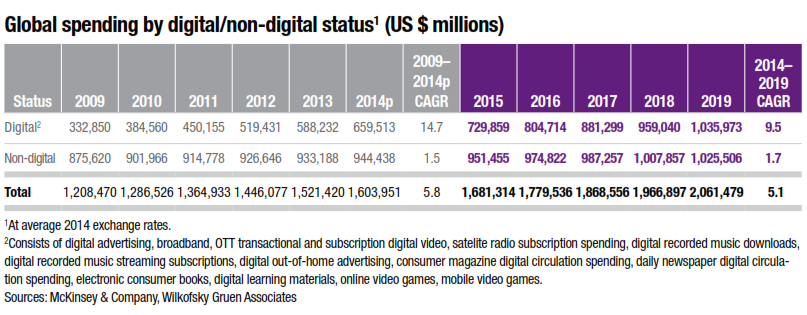 Global spending by digital/non-digital status1 (US $ millions)
Status 2009 2010 2011 2012 2013 2014p 2009–2014p CAGR 2015 2016 2017 2018 2019 2014–2019 CAGR
Digital2 332,850 384,560 450,155 519,431 588,232 659,513 14.7 729,859 804,714 881,299 959,040 1,035,973 9.5
Non-digital 875,620 901,966 914,778 926,646 933,188 944,438 1.5 951,455 974,822 987,257 1,007,857 1,025,506 1.7
Total 1,208,470 1,286,526 1,364,933 1,446,077 1,521,420 1,603,951 5.8 1,681,314 1,779,536 1,868,556 1,966,897 2,061,479 5.1
1At average 2014 exchange rates.
2Consists of digital advertising, broadband, OTT transactional and subscription digital video, satelite radio subscription spending, digital recorded music downloads,
digital recorded music streaming subscriptions, digital out-of-home advertising, consumer magazine digital circulation spending, daily newspaper digital circula-
tion spending, electronic consumer books, digital learning materials, online video games, mobile video games.
Sources: McKinsey & Company, Wilkofsky Gruen Associates